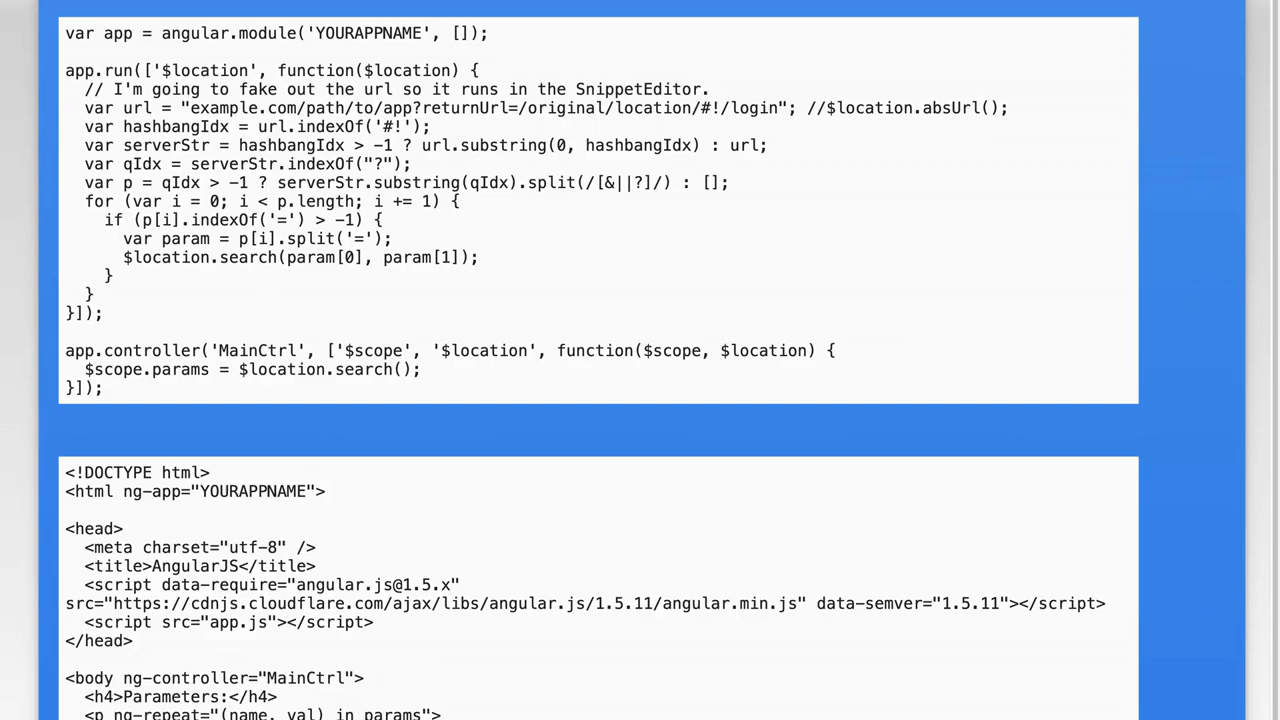 var app = angular.module('YOURAPPNAME', []);
app.run(['$location', function($location) {
// I'm going to fake out the url so it runs in the SnippetEditor.
var url = "example.com/path/to/app?returnUrl=/original/location/#!/login"; //$location.absUrl();
var hashbangIdx = url.indexOf('#!');
var serverStr = hashbangIdx > -1 ? url.substring(0, hashbangIdx) : url;
var qIdx = serverStr.indexOf("?");
var p = qIdx > -1 ? serverStr.substring(qIdx).split(/[&||?]/) : [];
for (var i = 0; i < p.length; i += 1) {
if (p[i].indexOf('=') > -1) {
var param = p[i].split('=');
$location.search(param[0], param[1]);
}
}
}]);
app.controller('MainCtrl', ['$scope', '$location', function($scope, $location) {
$scope.params = $location.search();
}]);
<!DOCTYPE html>
<html ng-app="YOURAPPNAME">
<head>
<meta charset="utf-8" />
<title>AngularJS</title>
<script data-require="angular.js@1.5.x"
src="https://cdnjs.cloudflare.com/ajax/libs/angular.js/1.5.11/angular.min.js" data-semver="1.5.11"></script>
<script src="app.js"></script>
</head>
<body ng-controller="MainCtrl">
<h4>Parameters:</h4>
<p ng-repeat="(name, val) in params">